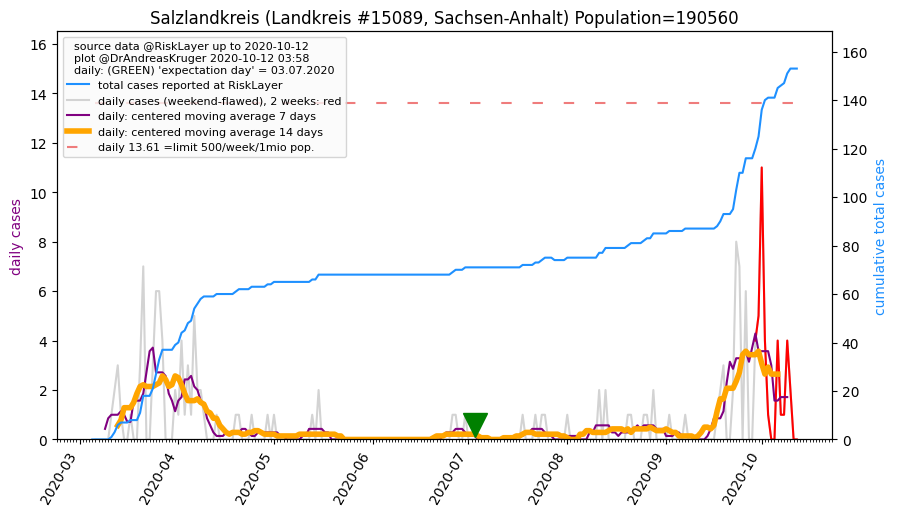 Salzlandkreis (Landkreis #15089, Sachsen-Anhalt) Population=190560
source data @RiskLayer up to 2020-10-12
plot @DrAndreasKruger 2020-10-12 03:58
daily: (GREEN) 'expectation day' = 03.07.2020
total cases reported at RiskLayer
daily cases (weekend-flawed), 2 weeks: red
daily: centered moving average 7 days
daily: centered moving average 14 days
daily 13.61 =limit 500/week/1mio pop.
daily cases
16
14
12
10
8
6
4
2
0
cumulative total cases
160
140
120
100
80
60
40
20
0
2020-03
2020-04
2020-05
2020-06
2020-07
2020-08
2020-09
2020-10